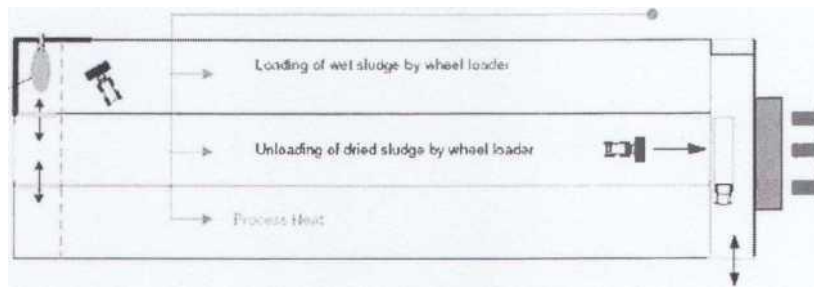 Loading of wet sludge by wheel loader
Unloading of dried sludge by wheel loader
Process Heat